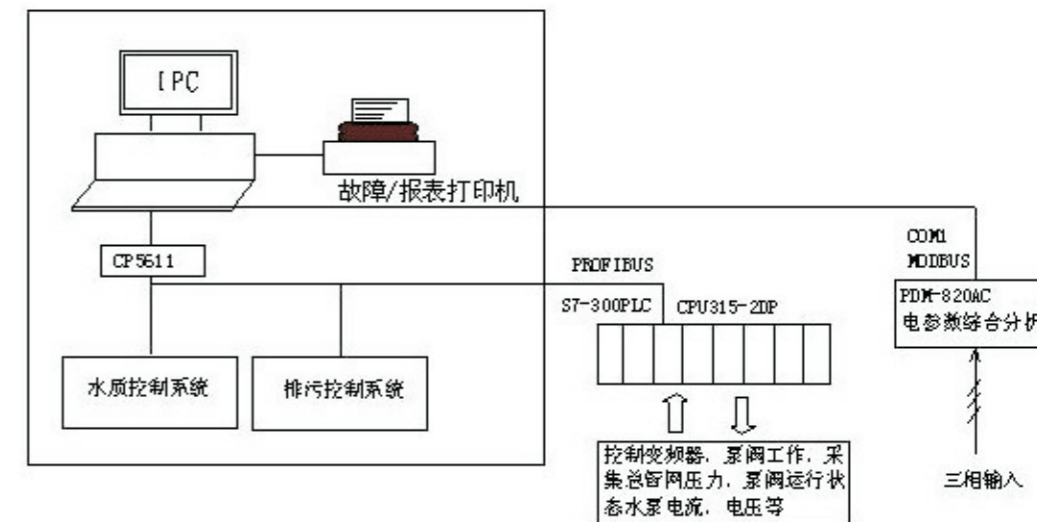 IPC
故障/报表打印机
CP5611
水质控制系统
排污控制系统
PROFIBUS
S7-300PLC CPU315-2DP
控制变频器. 泵阀工作. 采
集总管网压力. 泵阀运行状
态水泵电流. 电压等
COM1
MODBUS
PDM-820AC
电参数综合分析
三相输入